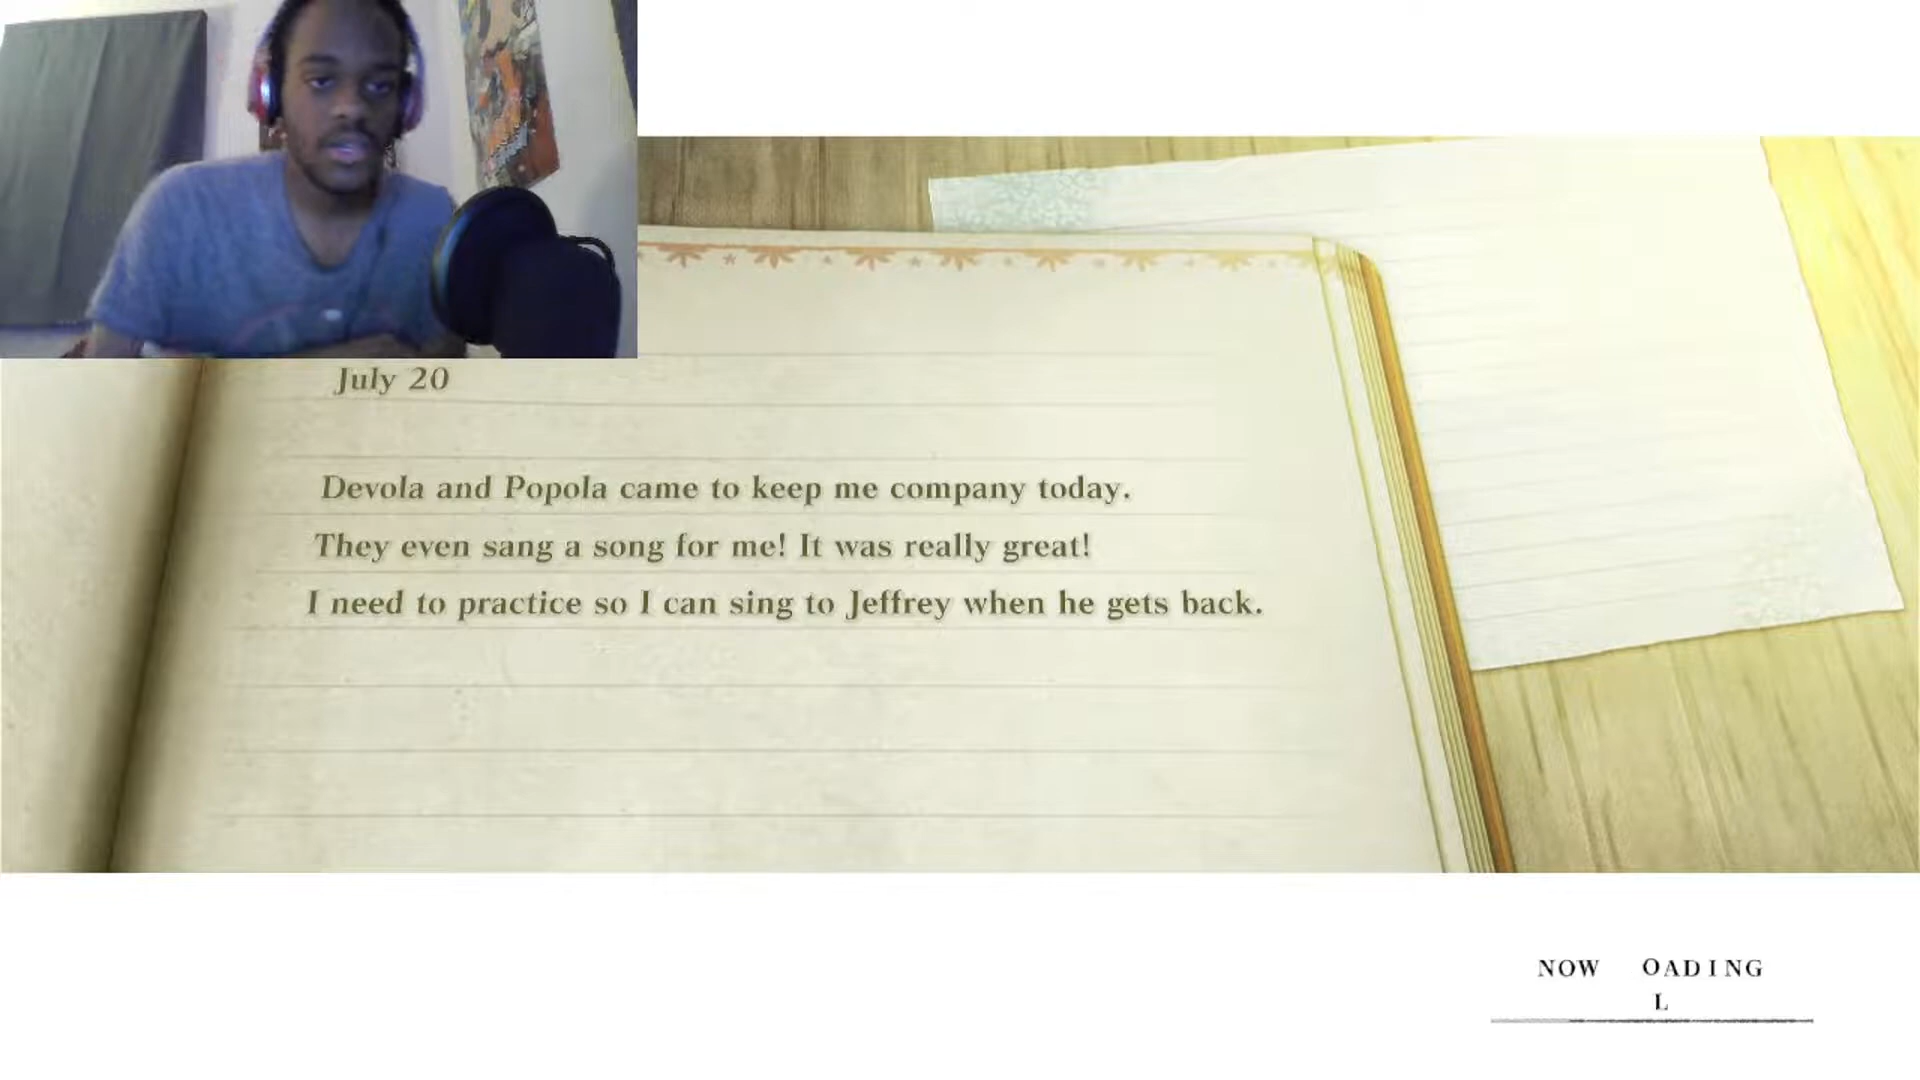 July 20
Devola and Popola came to keep me company today.
They even sang a song for me! It was really great!
I need to practice so I can sing to Jeffrey when he gets back.
NOW LOADING